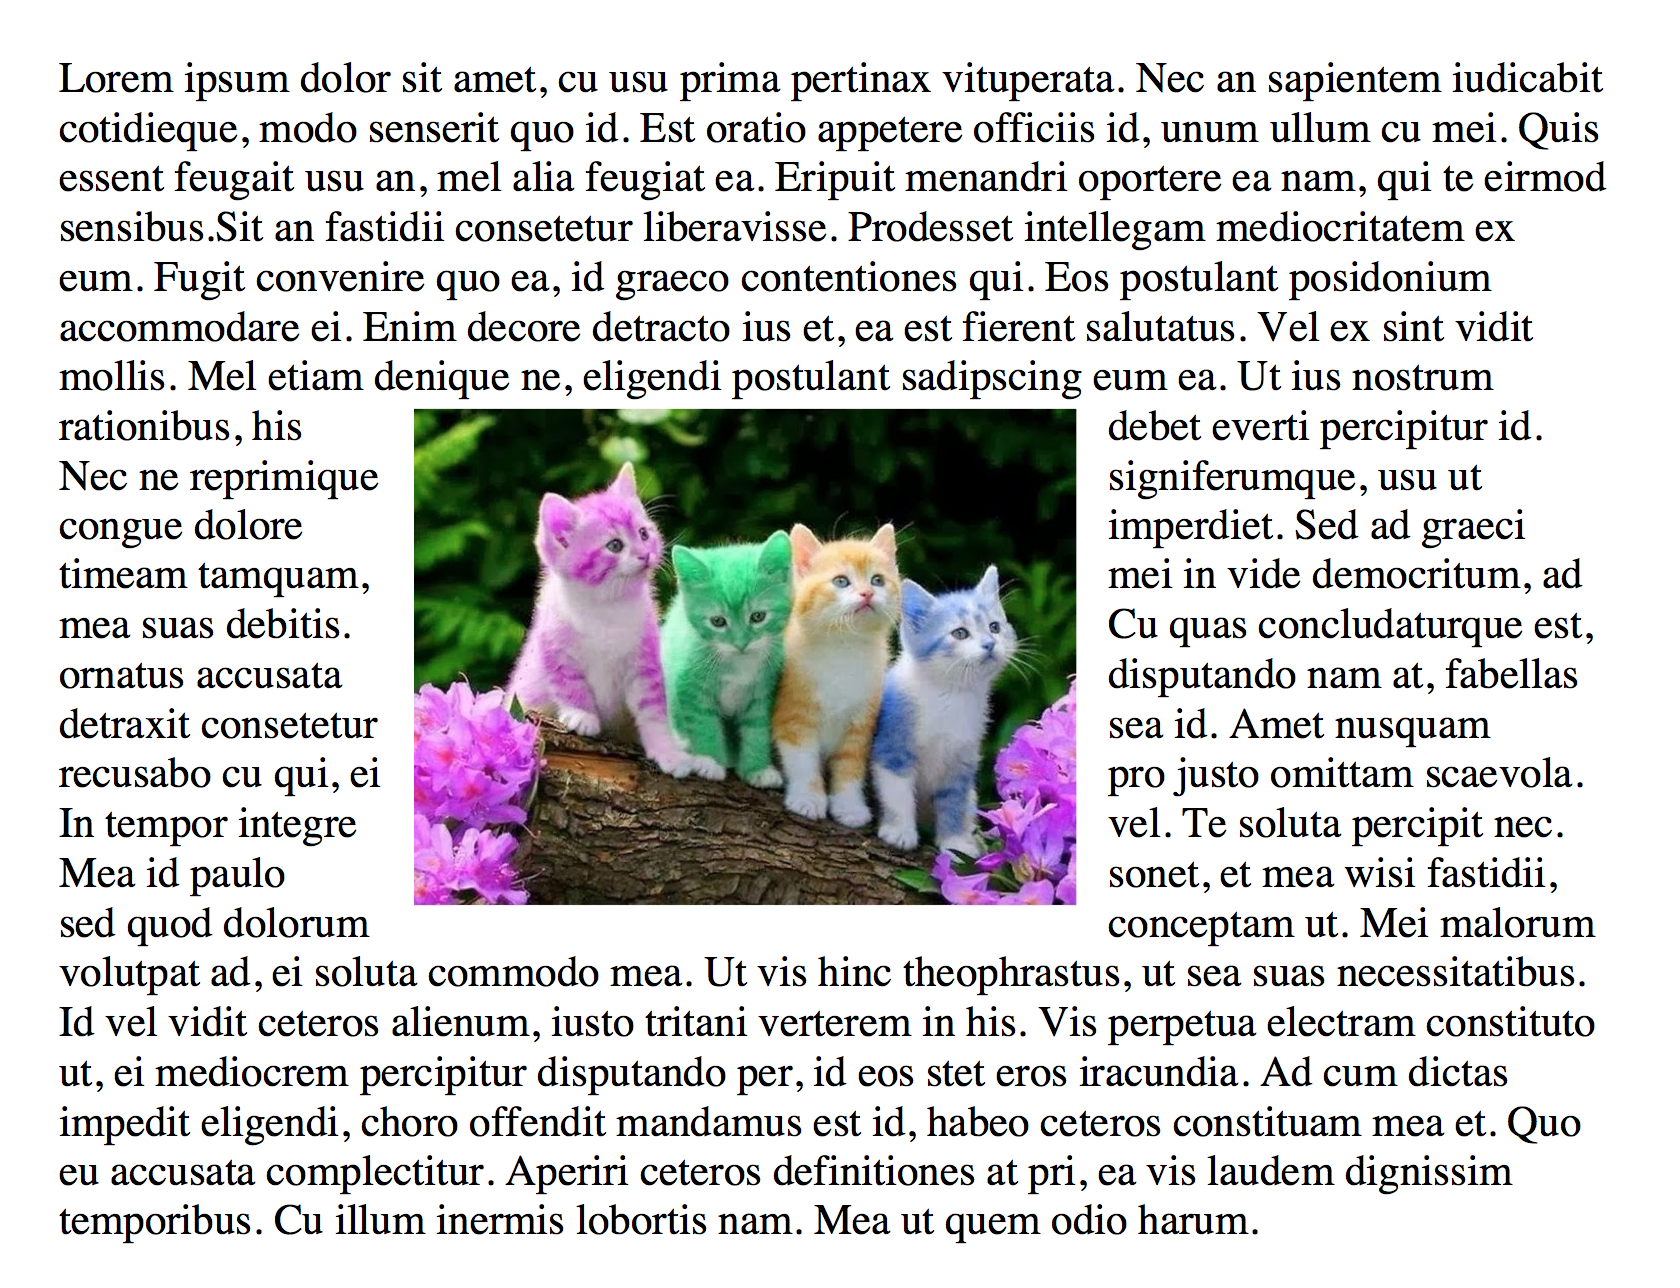 Lorem ipsum dolor sit amet, cu usu prima pertinax vituperata. Nec an sapientem iudicabit
cotidieque, modo senserit quo id. Est oratio appetere officiis id, unum ullum cu mei. Quis
essent feugait usu an, mel alia feugiat ea. Eripuit menandri oportere ea nam, qui te eirmod
sensibus.Sit an fastidii consetetur liberavisse. Prodesset intellegam mediocritatem ex
eum. Fugit convenire quo ea, id graeco contentiones qui. Eos postulant posidonium
accommodare ei. Enim decore detracto ius et, ea est fierent salutatus. Vel ex sint vidit
mollis. Mel etiam denique ne, eligendi postulant sadipscing eum ea. Ut ius nostrum
rationibus, his debet everti percipitur id.
Nec ne reprimique signiferumque, usu ut
congue dolore imperdiet. Sed ad graeci
timeam tamquam, mei in vide democritum, ad
mea suas debitis. Cu quas concludaturque est,
ornatus accusata disputando nam at, fabellas
detraxit consetetur sea id. Amet nusquam
recusabo cu qui, ei pro justo omittam scaevola.
In tempor integre vel. Te soluta percipit nec.
Mea id paulo sonet, et mea wisi fastidii,
sed quod dolorum conceptam ut. Mei malorum
volutpat ad, ei soluta commodo mea. Ut vis hinc theophrastus, ut sea suas necessitatibus.
Id vel vidit ceteros alienum, iusto tritani verterem in his. Vis perpetua electram constituto
ut, ei mediocrem percipitur disputando per, id eos stet eros iracundia. Ad cum dictas
impedit eligendi, choro offendit mandamus est id, habeo ceteros constituam mea et. Quo
eu accusata complectitur. Aperiri ceteros definitiones at pri, ea vis laudem dignissim
temporibus. Cu illum inermis lobortis nam. Mea ut quem odio harum.